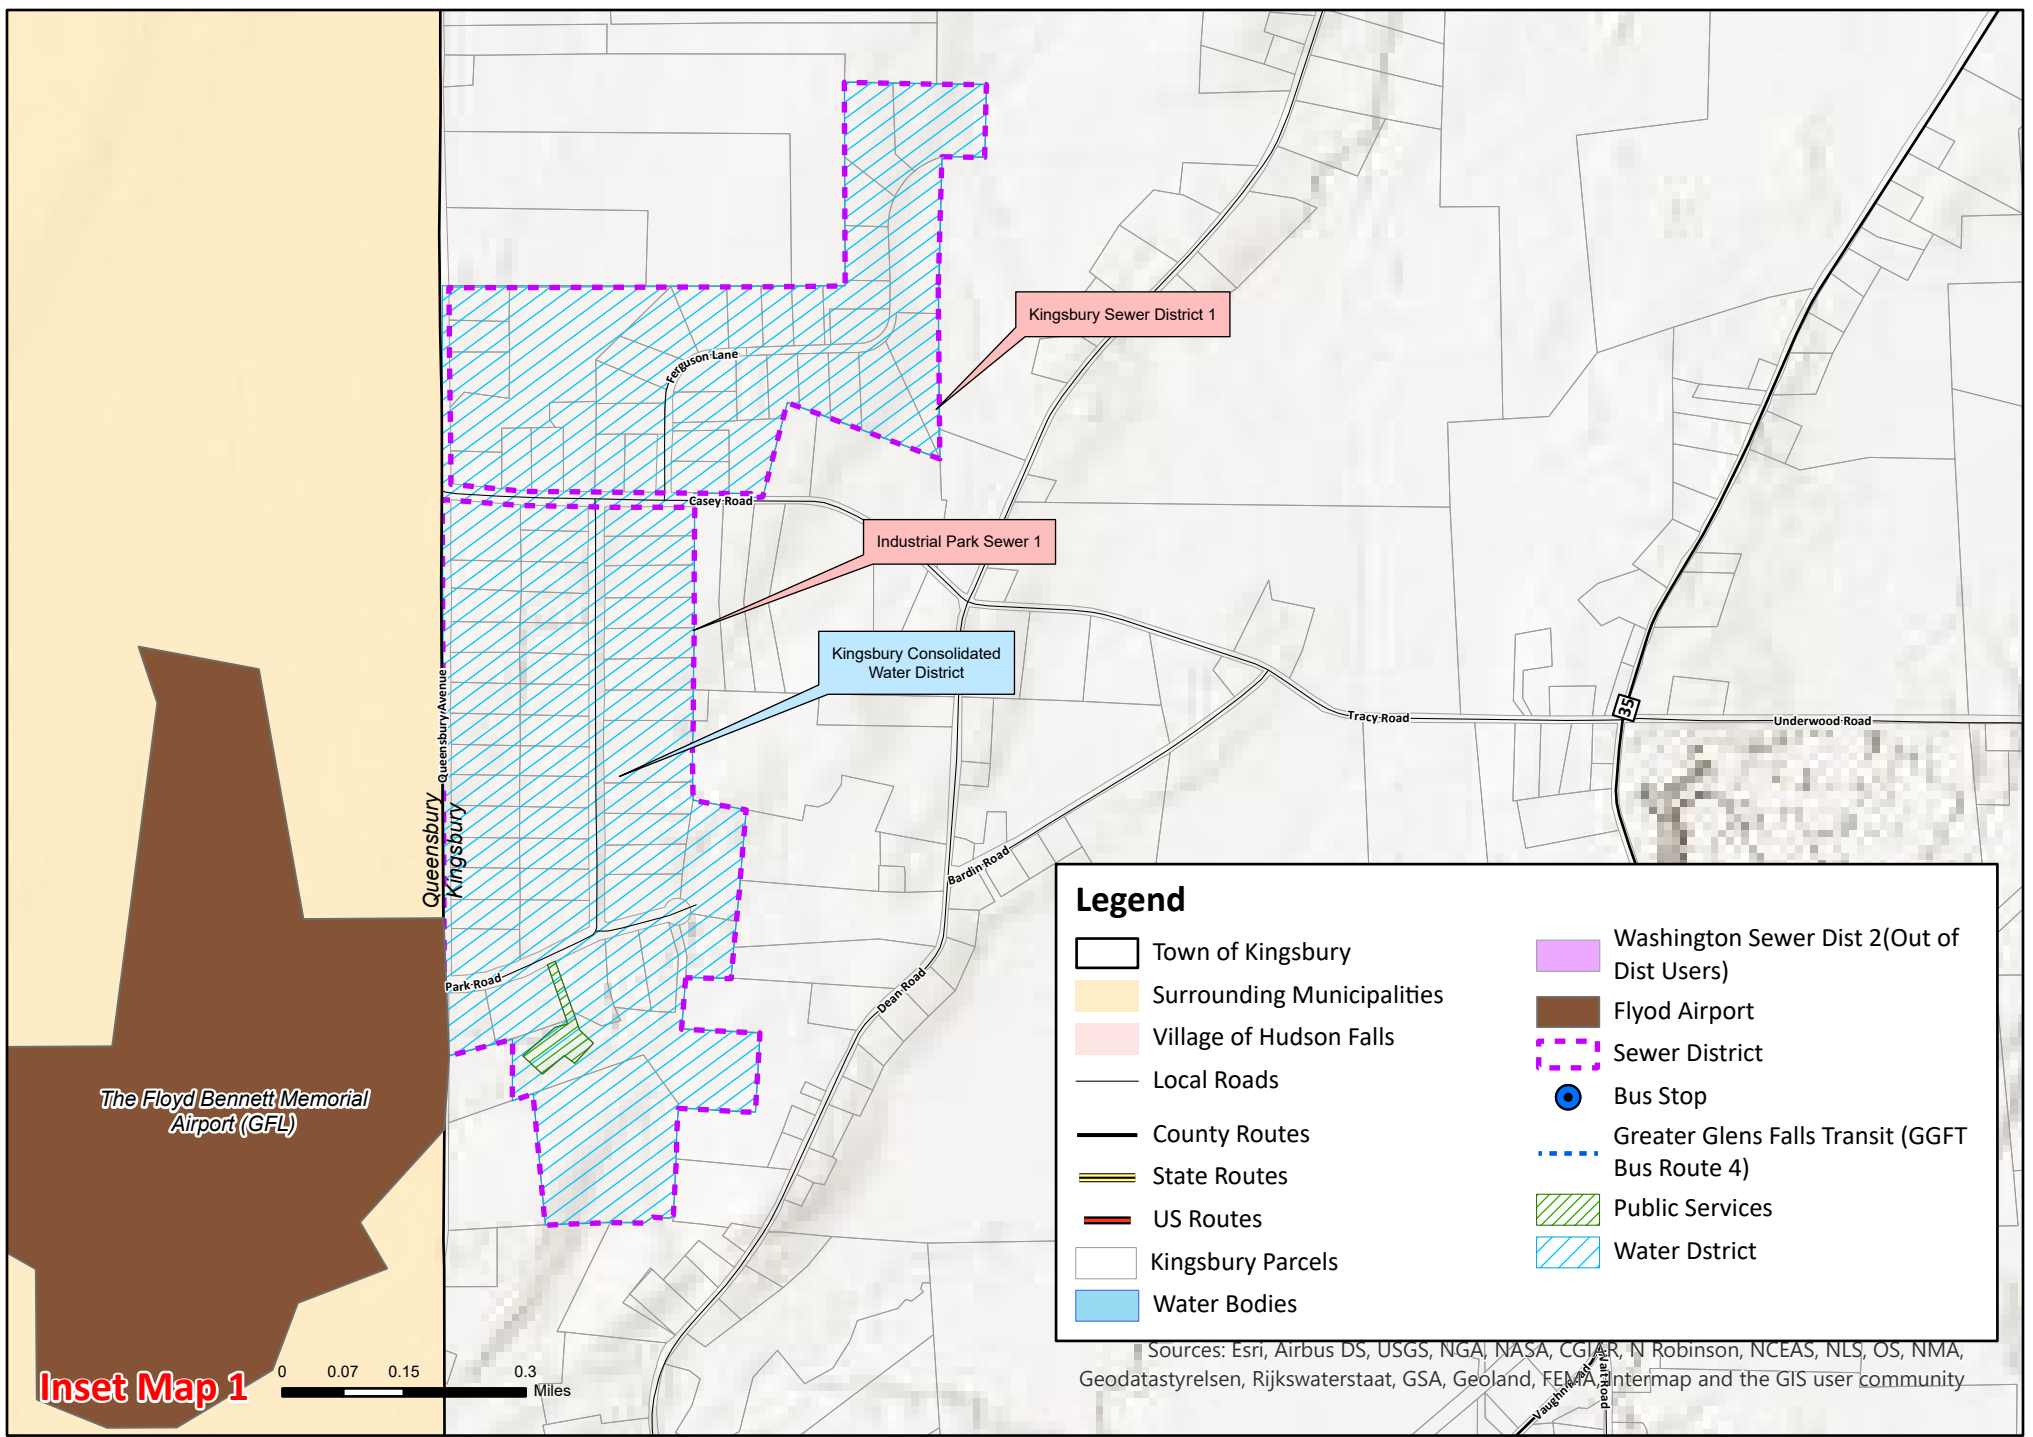 Kingsbury Sewer District 1
Ferguson Lane
Casey Road
Industrial Park Sewer 1
Kingsbury Consolidated
Water District
Queensbury Avenue
Queensbury
Kingsbury
35
Tracy Road
Underwood Road
Bardin Road
Dean Road
Park Road
The Floyd Bennett Memorial
Airport (GFL)
Legend
Town of Kingsbury
Surrounding Municipalities
Village of Hudson Falls
Local Roads
County Routes
State Routes
US Routes
Kingsbury Parcels
Water Bodies
Washington Sewer Dist 2(Out of
Dist Users)
Flyod Airport
Sewer District
Bus Stop
Greater Glens Falls Transit (GGFT
Bus Route 4)
Public Services
Water Dstrict
Inset Map 1
0 0.07 0.15 0.3
Miles
Sources: Esri, Airbus DS, USGS, NGA, NASA, CGIAR, N Robinson, NCEAS, NLS, OS, NMA,
Geodatastyrelsen, Rijkswaterstaat, GSA, Geoland, FEMA, Intermap and the GIS user community
Vaughn Road
Wait Road